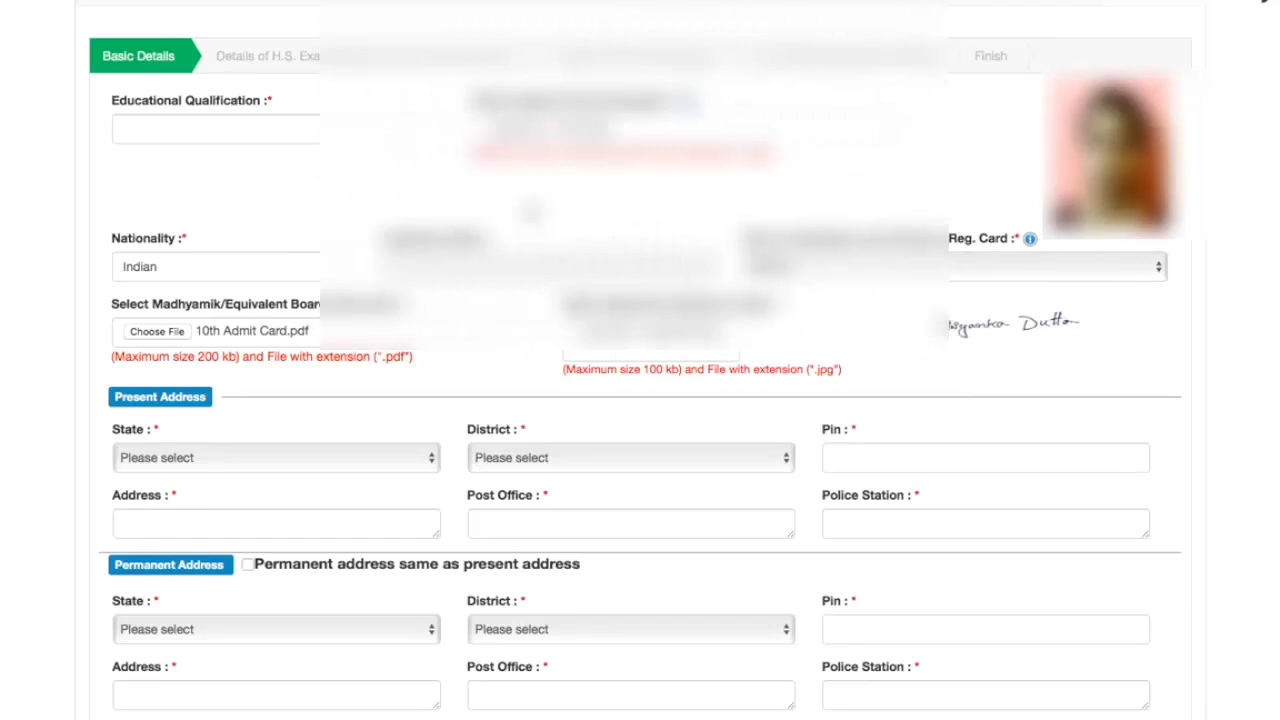 Basic Details Details of H.S. Exa Finish
Educational Qualification :*
Nationality :* Reg. Card :*
Indian
Select Madhyamik/Equivalent Boar
Choose File 10th Admit Card.pdf Dutta
(Maximum size 200 kb) and File with extension (".pdf")
(Maximum size 100 kb) and File with extension (".jpg")
Present Address
State : * District : * Pin : *
Please select Please select
Address : * Post Office : * Police Station : *
Permanent Address Permanent address same as present address
State : * District : * Pin : *
Please select Please select
Address : * Post Office : * Police Station : *